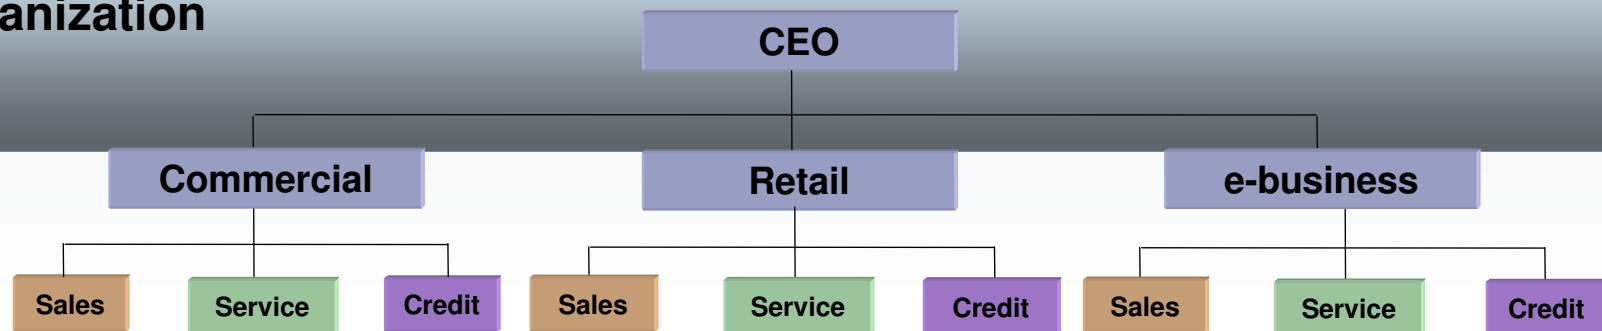 anization
CEO
Commercial
Retail
e-business
Sales
Service
Credit
Sales
Service
Credit
Sales
Service
Credit